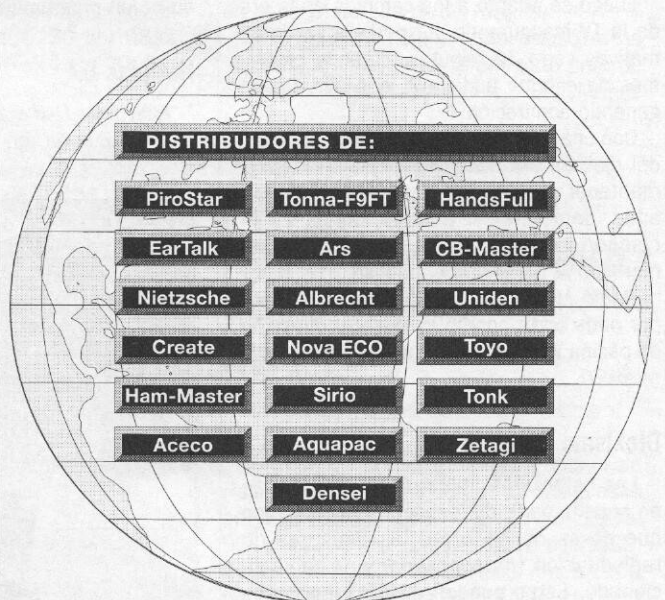 DISTRIBUIDORES DE:
PiroStar Tonna-F9FT HandsFull
EarTalk Ars CB-Master
Nietzsche Albrecht Uniden
Create Nova ECO Toyo
Ham-Master Sirio Tonk
Aceco Aquapac Zetagi
Densei